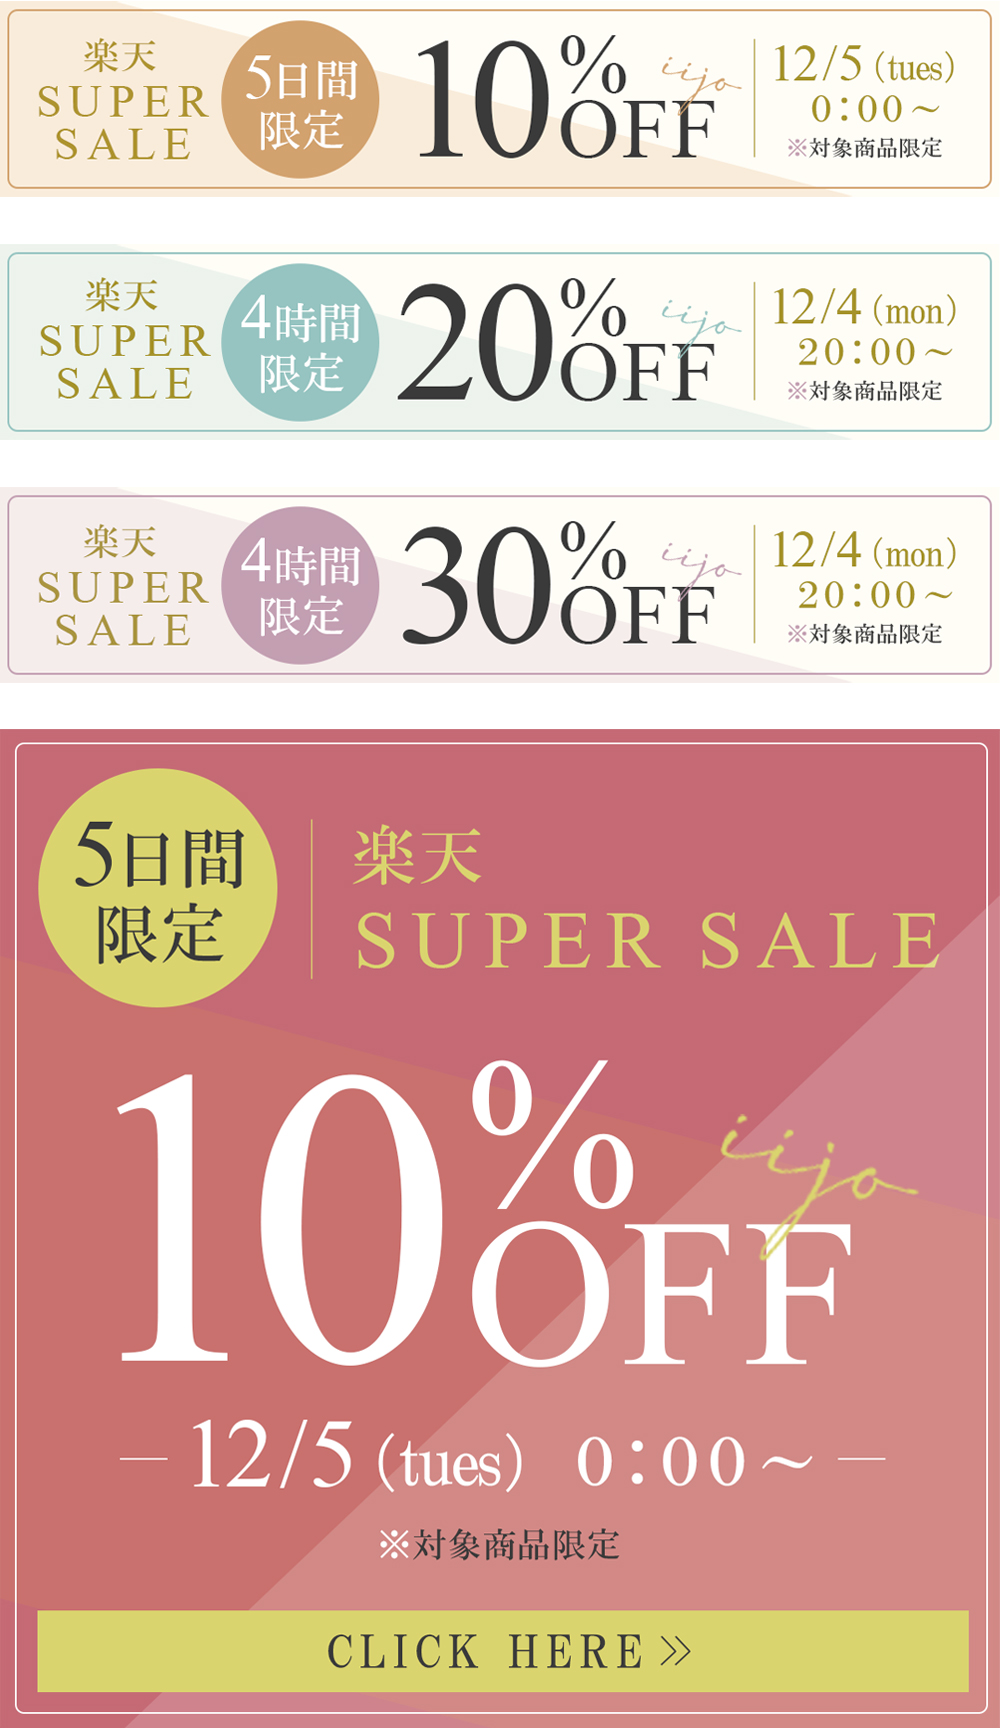 楽天
SUPER
SALE
5日間
限定
10%
OFF
iijo
12/5(tues)
0:00~
※対象商品限定
楽天
SUPER
SALE
4時間
限定
20%
OFF
iijo
12/4(mon)
20:00~
※対象商品限定
楽天
SUPER
SALE
4時間
限定
30%
OFF
iijo
12/4(mon)
20:00~
※対象商品限定
5日間
限定
楽天
SUPER SALE
10%
OFF
iijo
— 12/5(tues) 0:00~ —
※対象商品限定
CLICK HERE »